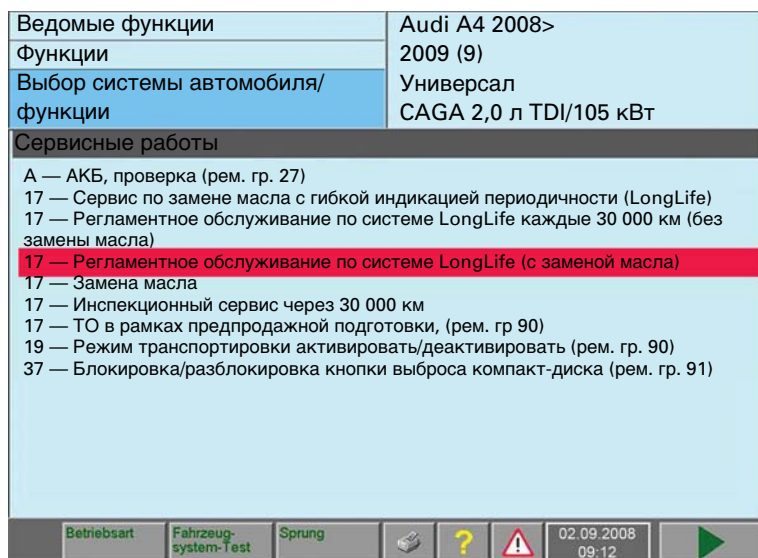 Ведомые функции
Audi A4 2008>
Функции
2009 (9)
Выбор системы автомобиля/
функции
Универсал
CAGA 2,0 л TDI/105 кВт
Сервисные работы
А — АКБ, проверка (рем. гр. 27)
17 — Сервис по замене масла с гибкой индикацией периодичности (LongLife)
17 — Регламентное обслуживание по системе LongLife каждые 30 000 км (без
замены масла)
17 — Регламентное обслуживание по системе LongLife (с заменой масла)
17 — Замена масла
17 — Инспекционный сервис через 30 000 км
17 — ТО в рамках предпродажной подготовки, (рем. гр 90)
19 — Режим транспортировки активировать/деактивировать (рем. гр. 90)
37 — Блокировка/разблокировка кнопки выброса компакт-диска (рем. гр. 91)
Betriebsart
Fahrzeug-
system-Test
Sprung
?
02.09.2008
09:12